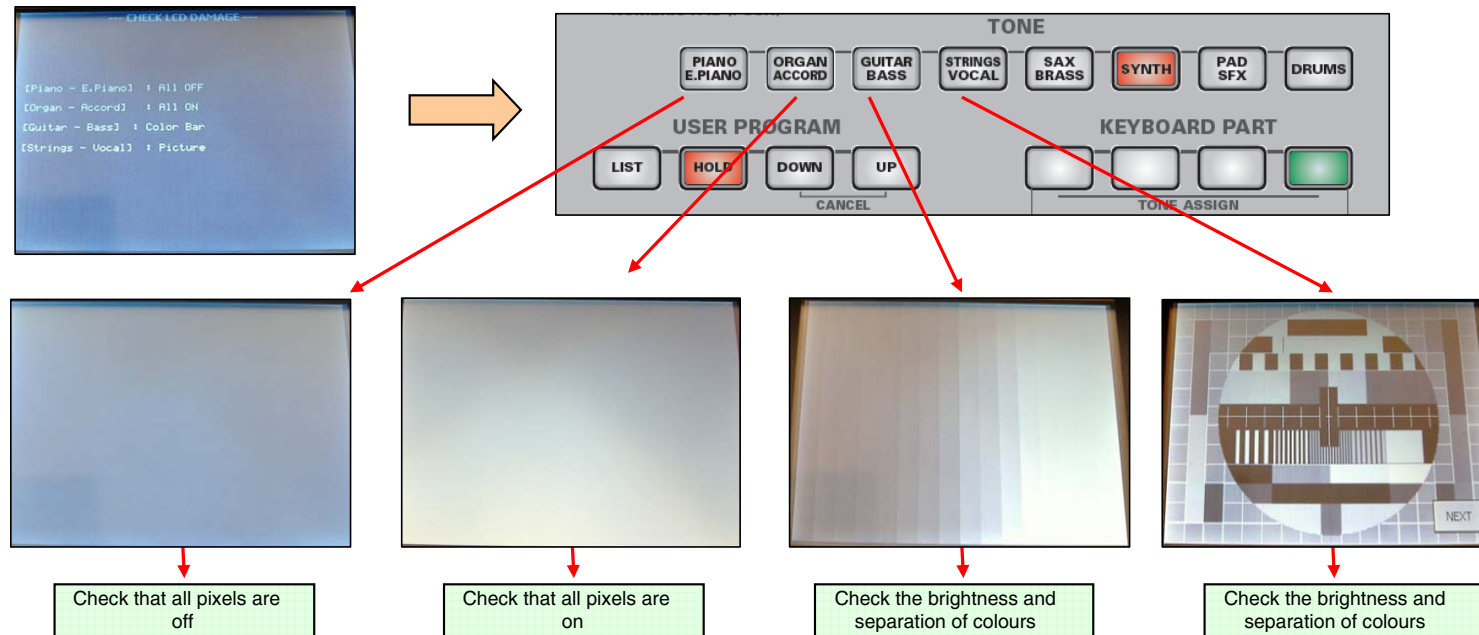 --- CHECK LCD DAMAGE ---
[Piano - E.Piano] : All OFF
[Organ - Accord] : All ON
[Guitar - Bass] : Color Bar
[Strings - Vocal] : Picture
TONE
PIANO E.PIANO
ORGAN ACCORD
GUITAR BASS
STRINGS VOCAL
SAX BRASS
SYNTH
PAD SFX
DRUMS
USER PROGRAM
KEYBOARD PART
LIST
HOLD
DOWN
UP
CANCEL
TONE ASSIGN
NEXT
Check that all pixels are
off
Check that all pixels are
on
Check the brightness and
separation of colours
Check the brightness and
separation of colours